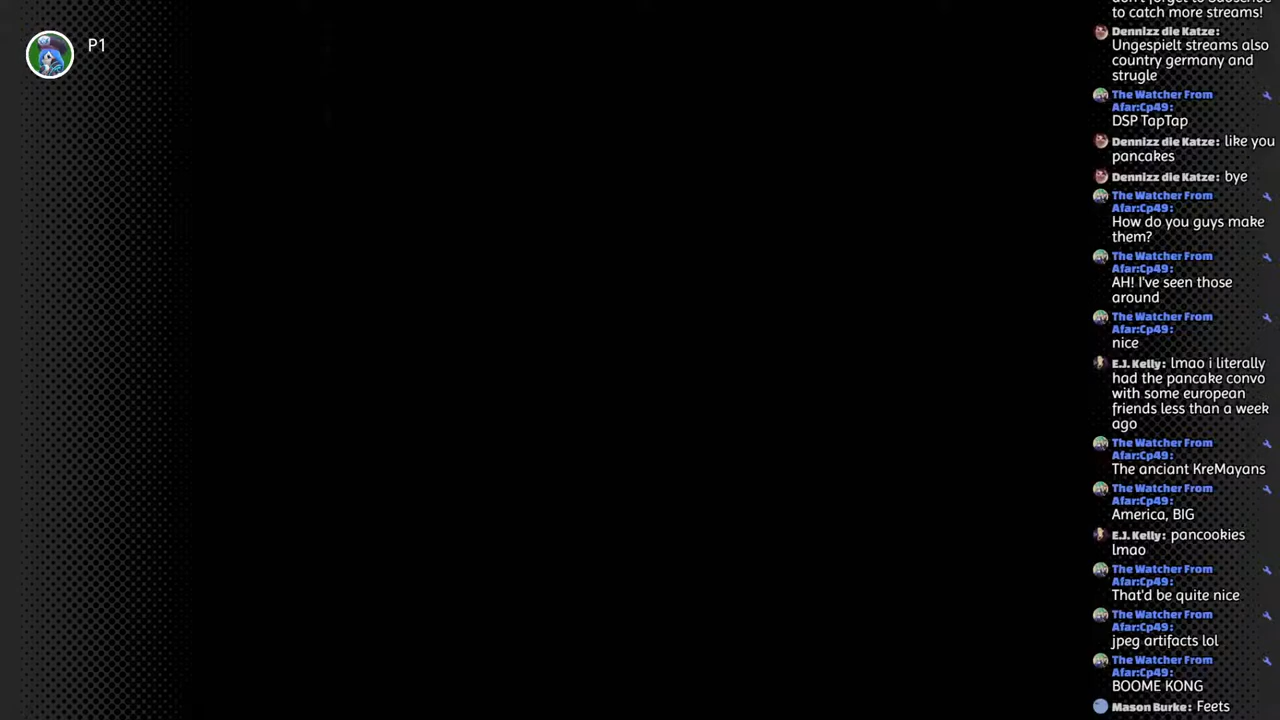 P1
don't forget to subscribe
to catch more streams!
Dennizz die Katze:
Ungespielt streams also
country germany and
strugle
The Watcher From
Afar:Cp49:
DSP TapTap
Dennizz die Katze: like you
pancakes
Dennizz die Katze: bye
The Watcher From
Afar:Cp49:
How do you guys make
them?
The Watcher From
Afar:Cp49:
AH! I've seen those
around
The Watcher From
Afar:Cp49:
nice
E.J. Kelly: lmao i literally
had the pancake convo
with some european
friends less than a week
ago
The Watcher From
Afar:Cp49:
The anciant KreMayans
The Watcher From
Afar:Cp49:
America, BIG
E.J. Kelly: pancookies
lmao
The Watcher From
Afar:Cp49:
That'd be quite nice
The Watcher From
Afar:Cp49:
jpeg artifacts lol
The Watcher From
Afar:Cp49:
BOOME KONG
Mason Burke: Feets